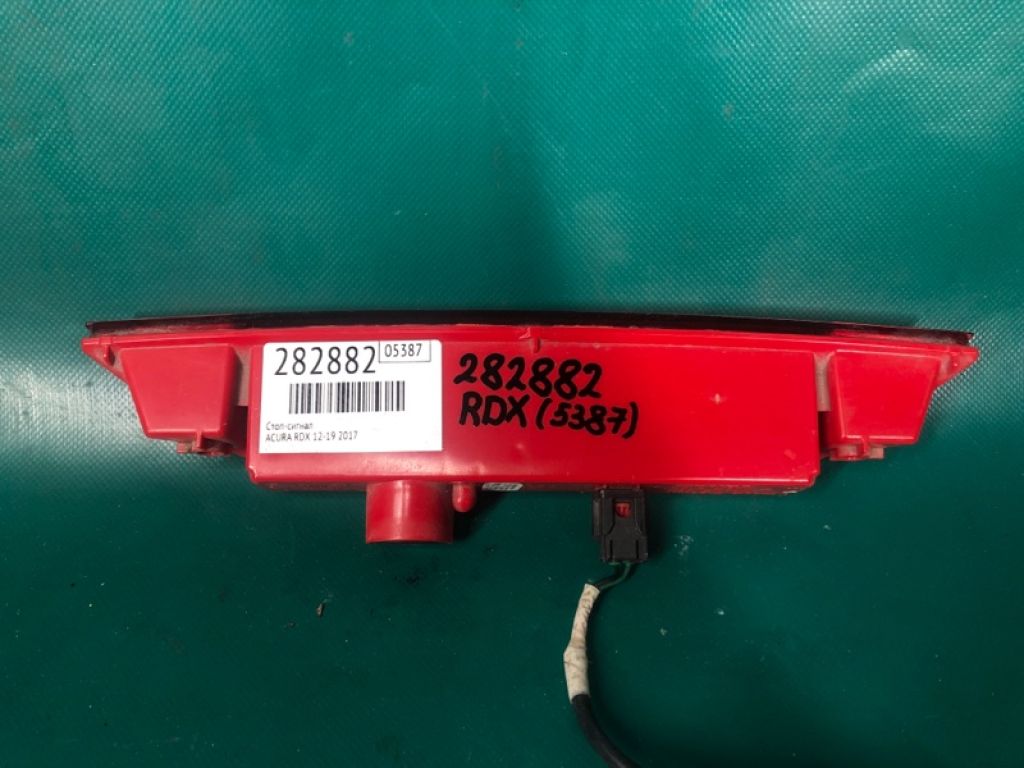 282882
05387
Стоп-сигнал
ACURA RDX 12-19 2017
282882
RDX (5387)